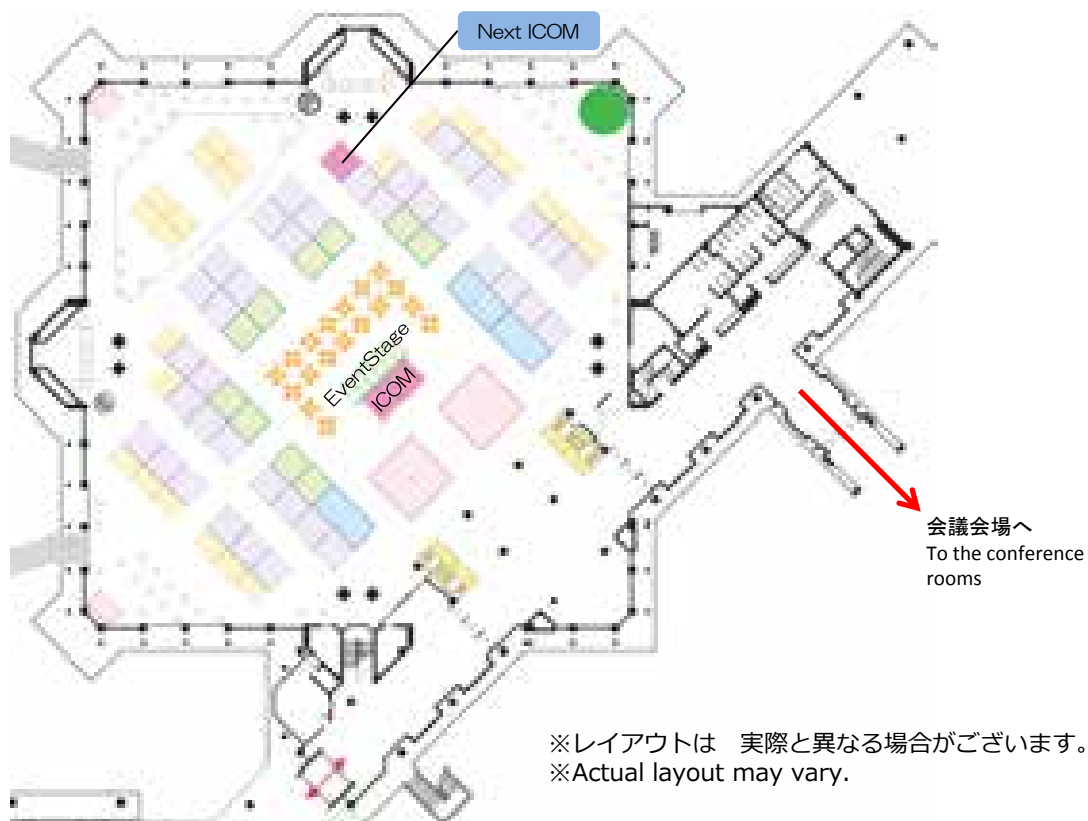 Next ICOM
EventStage
ICOM
会議会場へ
To the conference
rooms
※レイアウトは　実際と異なる場合がございます。
※Actual layout may vary.